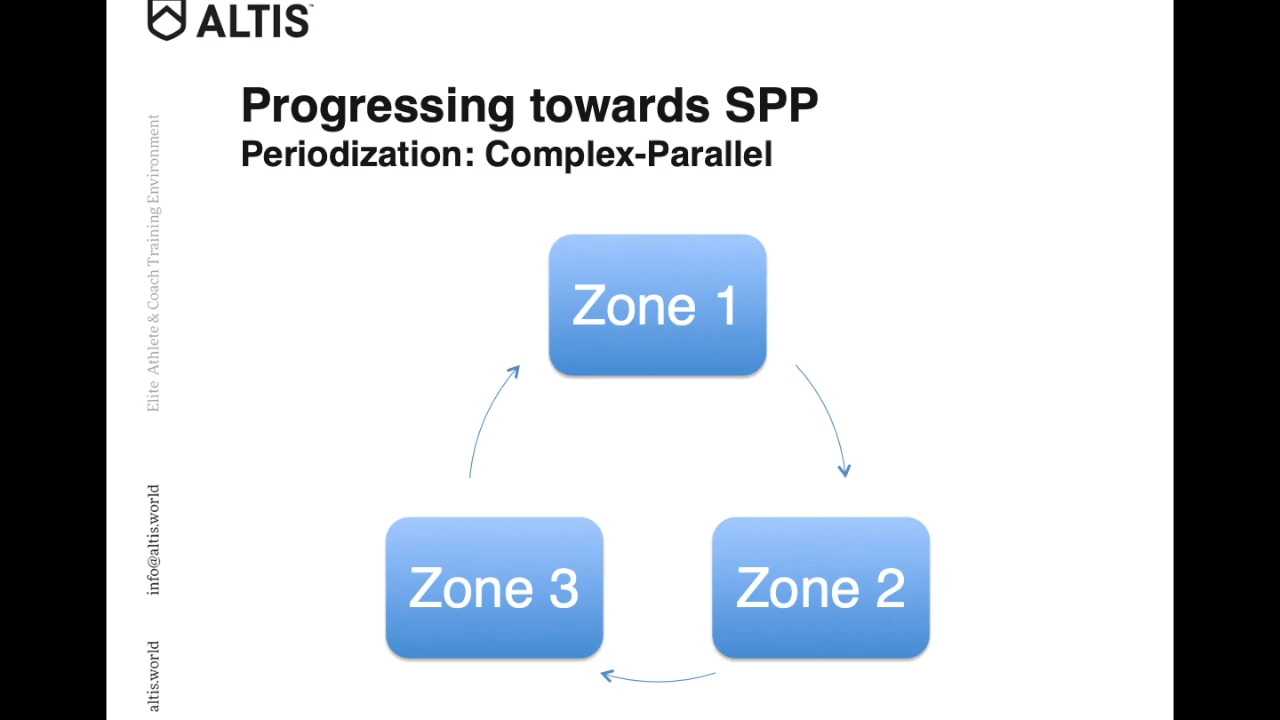 ALTIS™
Progressing towards SPP
Periodization: Complex-Parallel
Elite Athlete & Coach Training Environment
info@altis.world
altis.world
Zone 1
Zone 3
Zone 2